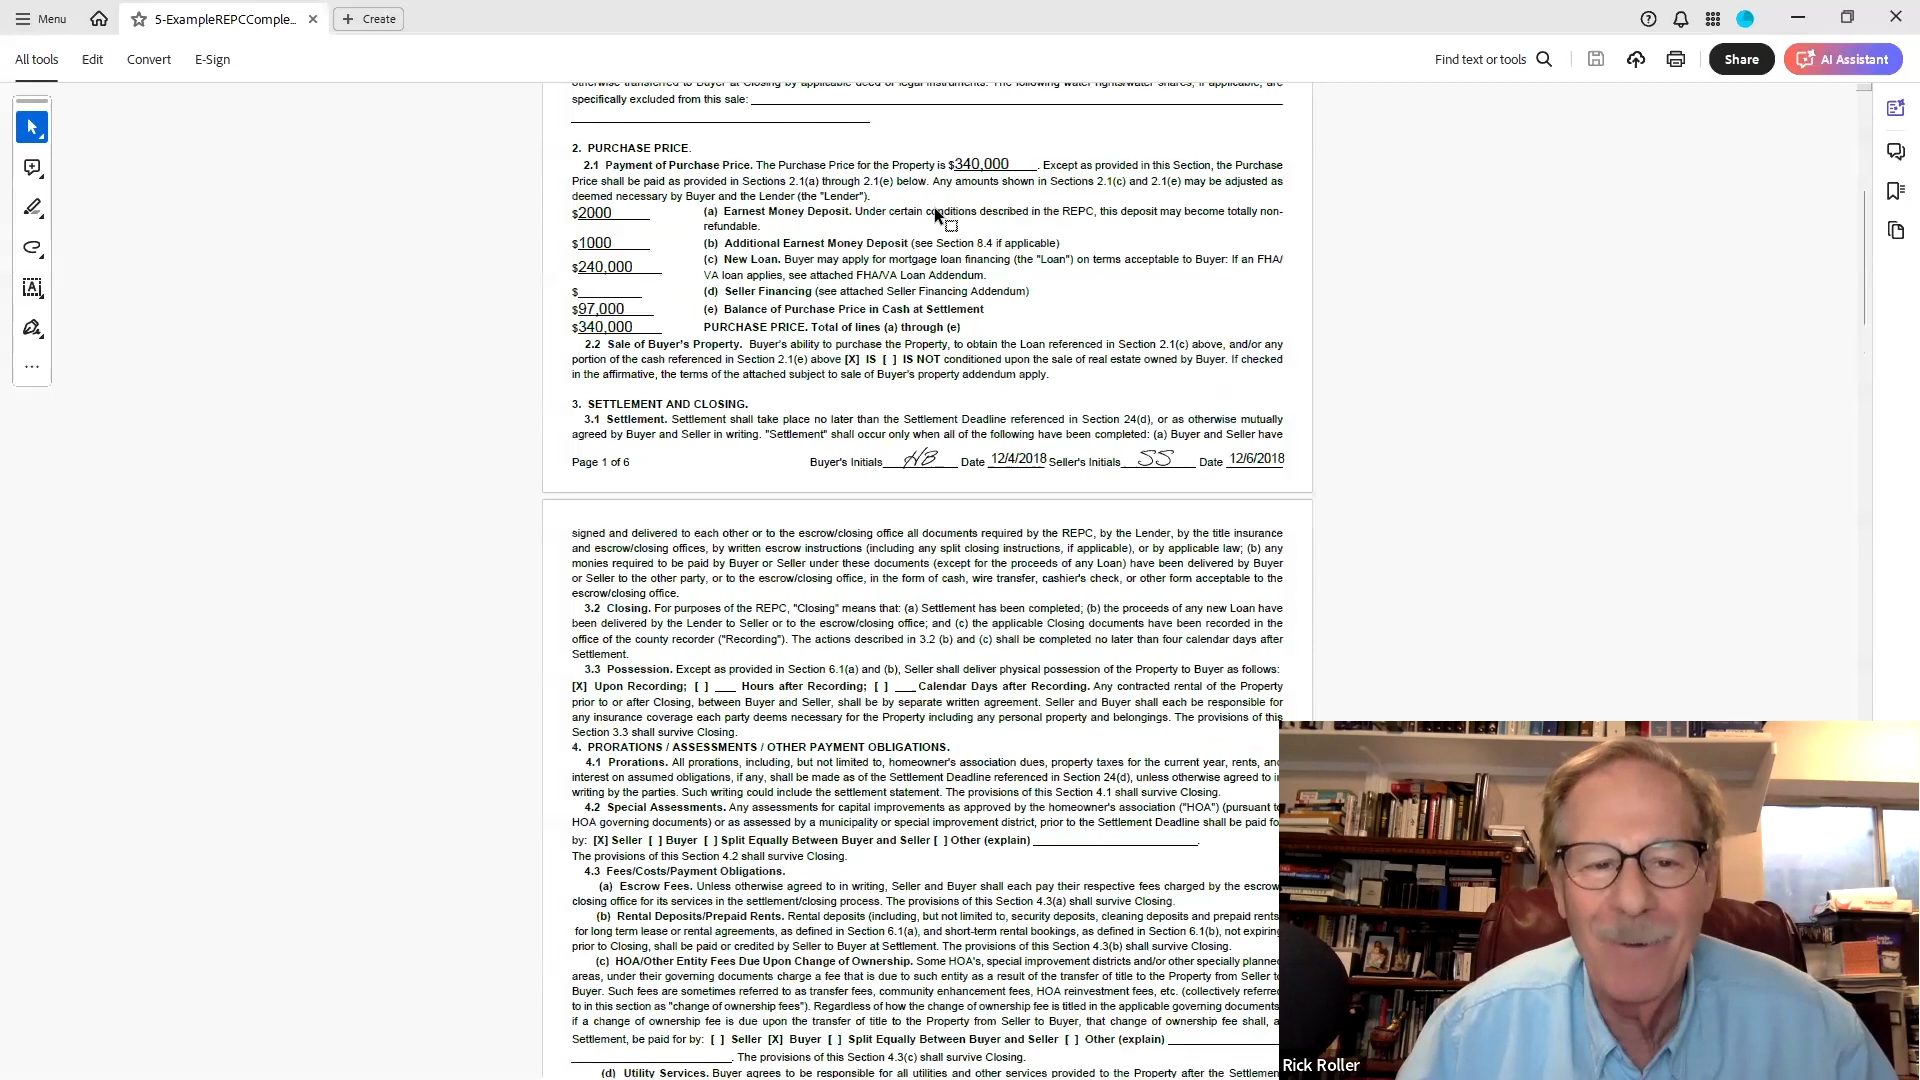 Menu
5-ExampleREPCComple...
Create
All tools
Edit
Convert
E-Sign
Find text or tools
Share
AI Assistant
otherwise transferred to Buyer at Closing by applicable deed or legal instruments. The following water rights/water shares, if applicable, are
specifically excluded from this sale:
2. PURCHASE PRICE.
2.1 Payment of Purchase Price. The Purchase Price for the Property is $340,000. Except as provided in this Section, the Purchase
Price shall be paid as provided in Sections 2.1(a) through 2.1(e) below. Any amounts shown in Sections 2.1(c) and 2.1(e) may be adjusted as
deemed necessary by Buyer and the Lender (the "Lender").
$2000 (a) Earnest Money Deposit. Under certain conditions described in the REPC, this deposit may become totally non-
refundable.
$1000 (b) Additional Earnest Money Deposit (see Section 8.4 if applicable)
$240,000 (c) New Loan. Buyer may apply for mortgage loan financing (the "Loan") on terms acceptable to Buyer: If an FHA/
VA loan applies, see attached FHA/VA Loan Addendum.
$ (d) Seller Financing (see attached Seller Financing Addendum)
$97,000 (e) Balance of Purchase Price in Cash at Settlement
$340,000 PURCHASE PRICE. Total of lines (a) through (e)
2.2 Sale of Buyer's Property. Buyer's ability to purchase the Property, to obtain the Loan referenced in Section 2.1(c) above, and/or any
portion of the cash referenced in Section 2.1(e) above [X] IS [ ] IS NOT conditioned upon the sale of real estate owned by Buyer. If checked
in the affirmative, the terms of the attached subject to sale of Buyer's property addendum apply.
3. SETTLEMENT AND CLOSING.
3.1 Settlement. Settlement shall take place no later than the Settlement Deadline referenced in Section 24(d), or as otherwise mutually
agreed by Buyer and Seller in writing. "Settlement" shall occur only when all of the following have been completed: (a) Buyer and Seller have
Page 1 of 6 Buyer's Initials HB Date 12/4/2018 Seller's Initials SS Date 12/6/2018
signed and delivered to each other or to the escrow/closing office all documents required by the REPC, by the Lender, by the title insurance
and escrow/closing offices, by written escrow instructions (including any split closing instructions, if applicable), or by applicable law; (b) any
monies required to be paid by Buyer or Seller under these documents (except for the proceeds of any Loan) have been delivered by Buyer
or Seller to the other party, or to the escrow/closing office, in the form of cash, wire transfer, cashier's check, or other form acceptable to the
escrow/closing office.
3.2 Closing. For purposes of the REPC, "Closing" means that: (a) Settlement has been completed; (b) the proceeds of any new Loan have
been delivered by the Lender to Seller or to the escrow/closing office; and (c) the applicable Closing documents have been recorded in the
office of the county recorder ("Recording"). The actions described in 3.2 (b) and (c) shall be completed no later than four calendar days after
Settlement.
3.3 Possession. Except as provided in Section 6.1(a) and (b), Seller shall deliver physical possession of the Property to Buyer as follows:
[X] Upon Recording; [ ] ___ Hours after Recording; [ ] ___ Calendar Days after Recording. Any contracted rental of the Property
prior to or after Closing, between Buyer and Seller, shall be by separate written agreement. Seller and Buyer shall each be responsible for
any insurance coverage each party deems necessary for the Property including any personal property and belongings. The provisions of this
Section 3.3 shall survive Closing.
4. PRORATIONS / ASSESSMENTS / OTHER PAYMENT OBLIGATIONS.
4.1 Prorations. All prorations, including, but not limited to, homeowner's association dues, property taxes for the current year, rents, and
interest on assumed obligations, if any, shall be made as of the Settlement Deadline referenced in Section 24(d), unless otherwise agreed to in
writing by the parties. Such writing could include the settlement statement. The provisions of this Section 4.1 shall survive Closing.
4.2 Special Assessments. Any assessments for capital improvements as approved by the homeowner's association ("HOA") (pursuant to
HOA governing documents) or as assessed by a municipality or special improvement district, prior to the Settlement Deadline shall be paid fo
by: [X] Seller [ ] Buyer [ ] Split Equally Between Buyer and Seller [ ] Other (explain) ___.
The provisions of this Section 4.2 shall survive Closing.
4.3 Fees/Costs/Payment Obligations.
(a) Escrow Fees. Unless otherwise agreed to in writing, Seller and Buyer shall each pay their respective fees charged by the escrow
closing office for its services in the settlement/closing process. The provisions of this Section 4.3(a) shall survive Closing.
(b) Rental Deposits/Prepaid Rents. Rental deposits (including, but not limited to, security deposits, cleaning deposits and prepaid rents
for long term lease or rental agreements, as defined in Section 6.1(a), and short-term rental bookings, as defined in Section 6.1(b), not expiring
prior to Closing, shall be paid or credited by Seller to Buyer at Settlement. The provisions of this Section 4.3(b) shall survive Closing.
(c) HOA/Other Entity Fees Due Upon Change of Ownership. Some HOA's, special improvement districts and/or other specially planned
areas, under their governing documents charge a fee that is due to such entity as a result of the transfer of title to the Property from Seller to
Buyer. Such fees are sometimes referred to as transfer fees, community enhancement fees, HOA reinvestment fees, etc. (collectively referred
to in this section as "change of ownership fees"). Regardless of how the change of ownership fee is titled in the applicable governing documents
if a change of ownership fee is due upon the transfer of title to the Property from Seller to Buyer, that change of ownership fee shall, a
Settlement, be paid for by: [ ] Seller [X] Buyer [ ] Split Equally Between Buyer and Seller [ ] Other (explain) ___
___. The provisions of this Section 4.3(c) shall survive Closing.
(d) Utility Services. Buyer agrees to be responsible for all utilities and other services provided to the Property after the Settlemen
Rick Roller